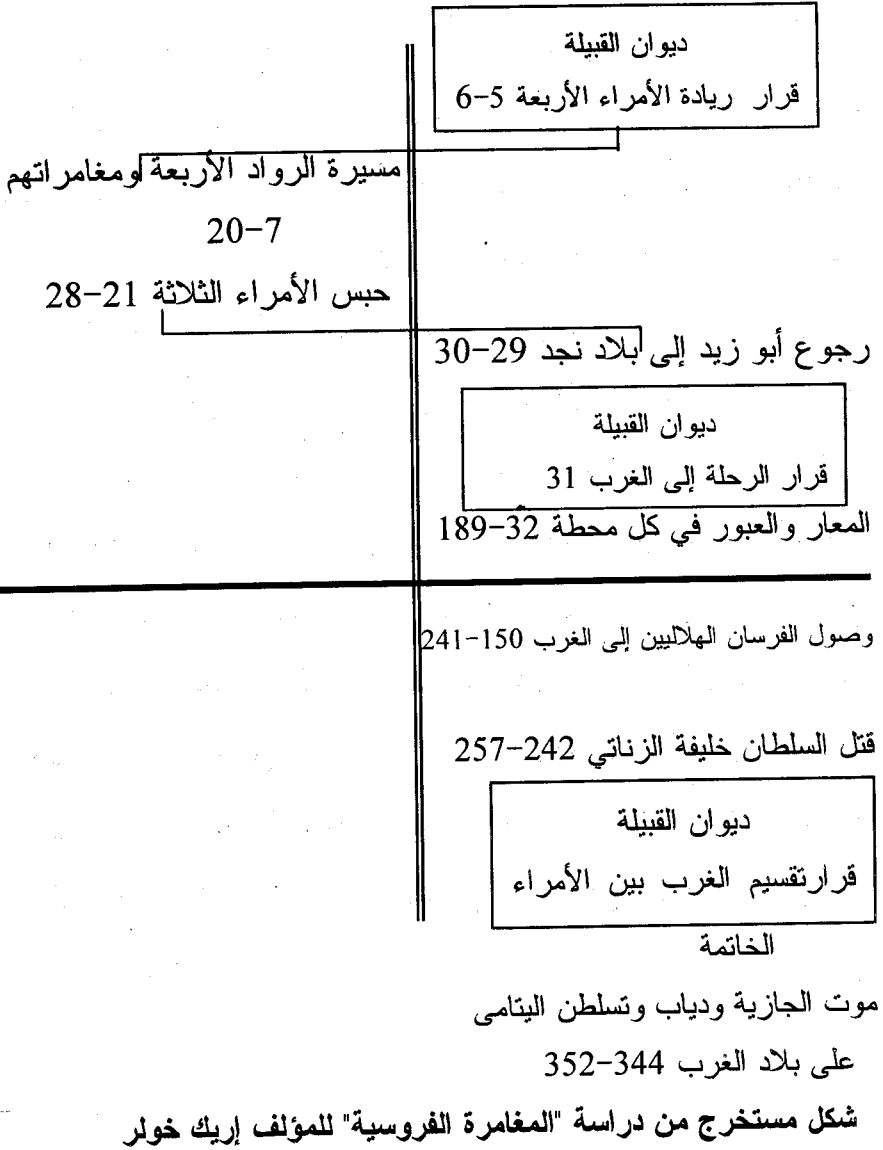 ديوان القبيلة
قرار ريادة الأمراء الأربعة 5-6
مسيرة الرواد الأربعة ومغامراتهم
7-20
حبس الأمراء الثلاثة 21-28
رجوع أبو زيد إلى بلاد نجد 29-30
ديوان القبيلة
قرار الرحلة إلى الغرب 31
المعار والعبور في كل محطة 32-189
وصول الفرسان الهلاليين إلى الغرب 150-241
قتل السلطان خليفة الزناتي 242-257
ديوان القبيلة
قرارتقسيم الغرب بين الأمراء
الخاتمة
موت الجازية ودياب وتسلطن اليتامى
على بلاد الغرب 344-352
شكل مستخرج من دراسة "المغامرة الفروسية" للمؤلف إريك خولر